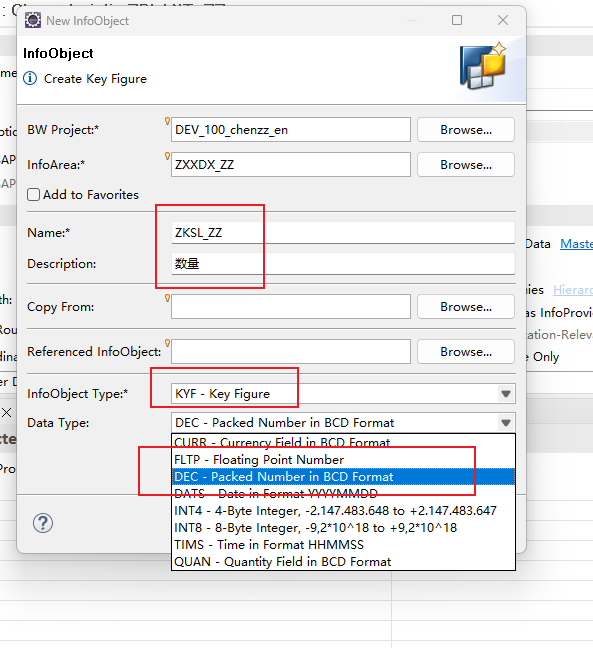 New InfoObject
InfoObject
Create Key Figure
BW Project:* DEV_100_chenzz_en Browse...
InfoArea:* ZXXDX_ZZ Browse...
Add to Favorites
Name:* ZKSL_ZZ
Description: 数量
Data Maste
Copy From: Browse...
Hierarc
as InfoProvi
Referenced InfoObject: Browse...
e Only
InfoObject Type:* KYF - Key Figure
Data Type: DEC - Packed Number in BCD Format
CURR - Currency Field in BCD Format
FLTP - Floating Point Number
DEC - Packed Number in BCD Format
DATS - Date in Format YYYYMMDD
INT4 - 4-Byte Integer, -2.147.483.648 to +2.147.483.647
INT8 - 8-Byte Integer, -9,2*10^18 to +9,2*10^18
TIMS - Time in Format HHMMSS
QUAN - Quantity Field in BCD Format